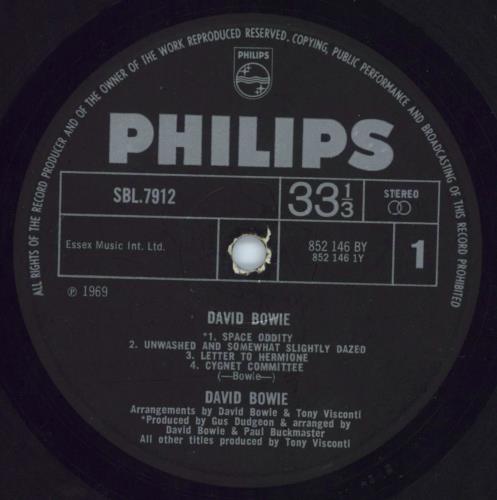 ALL RIGHTS OF THE RECORD PRODUCER AND OF THE OWNER OF THE WORK REPRODUCED RESERVED. COPYING, PUBLIC PERFORMANCE AND BROADCASTING OF THIS RECORD PROHIBITED
PHILIPS
PHILIPS
SBL.7912
33 1/3
STEREO
Essex Music Int. Ltd.
852 146 BY
852 146 1Y
1
℗ 1969
DAVID BOWIE
*1. SPACE ODDITY
2. UNWASHED AND SOMEWHAT SLIGHTLY DAZED
3. LETTER TO HERMIONE
4. CYGNET COMMITTEE
(—Bowie—)
DAVID BOWIE
Arrangements by David Bowie & Tony Visconti
*Produced by Gus Dudgeon & arranged by
David Bowie & Paul Buckmaster
All other titles produced by Tony Visconti